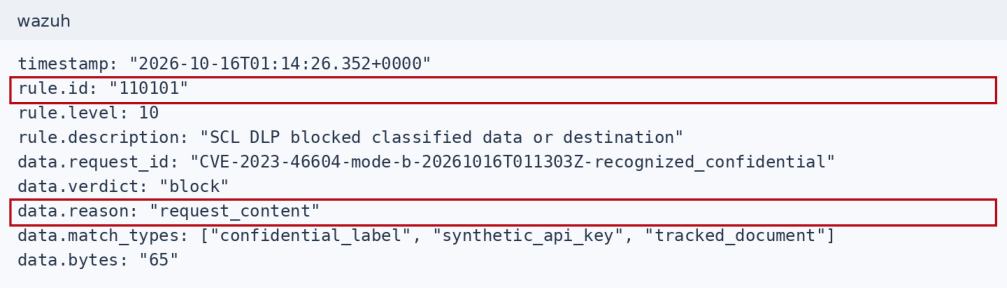 wazuh
timestamp: "2026-10-16T01:14:26.352+0000"
rule.id: "110101"
rule.level: 10
rule.description: "SCL DLP blocked classified data or destination"
data.request_id: "CVE-2023-46604-mode-b-20261016T011303Z-recognized_confidential"
data.verdict: "block"
data.reason: "request_content"
data.match_types: ["confidential_label", "synthetic_api_key", "tracked_document"]
data.bytes: "65"